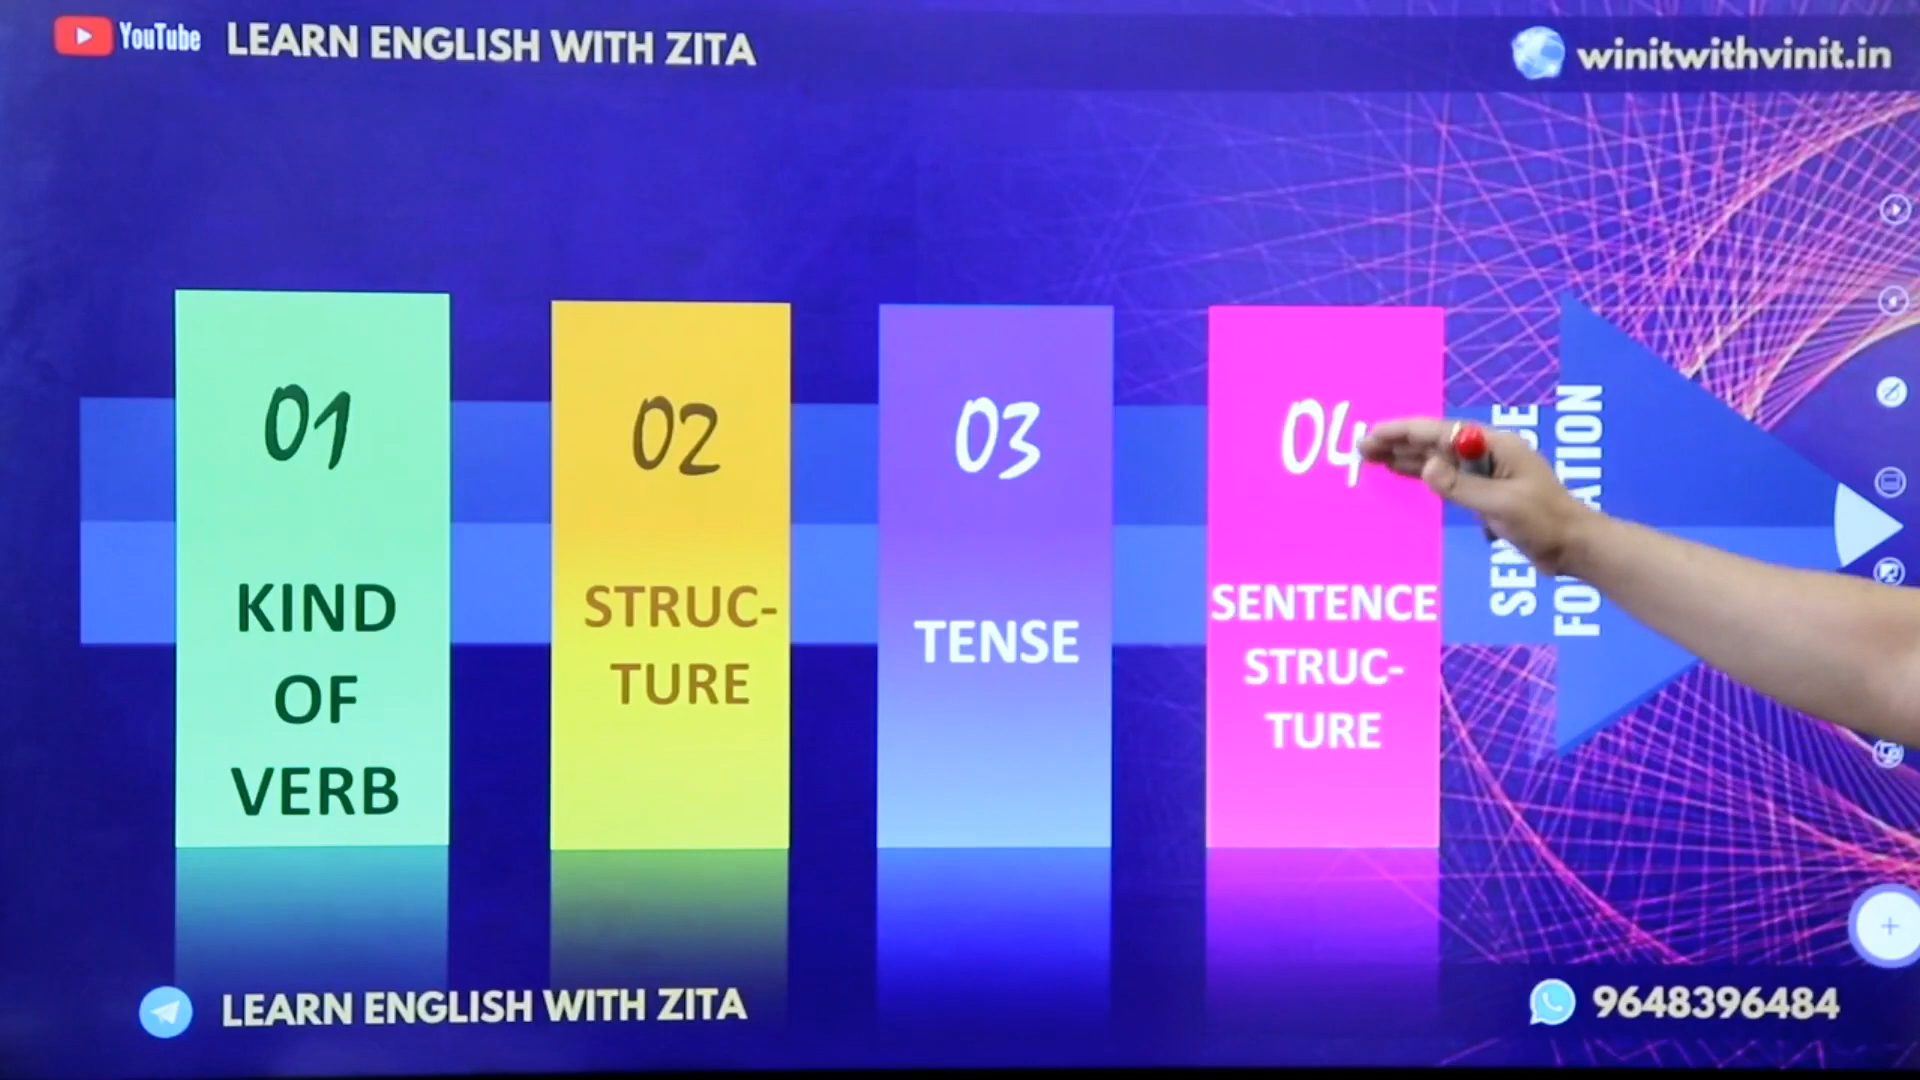 YouTube LEARN ENGLISH WITH ZITA
winitwithvinit.in
01
KIND
OF
VERB
02
STRUC-
TURE
03
TENSE
04
SENTENCE
STRUC-
TURE
LEARN ENGLISH WITH ZITA
9648396484